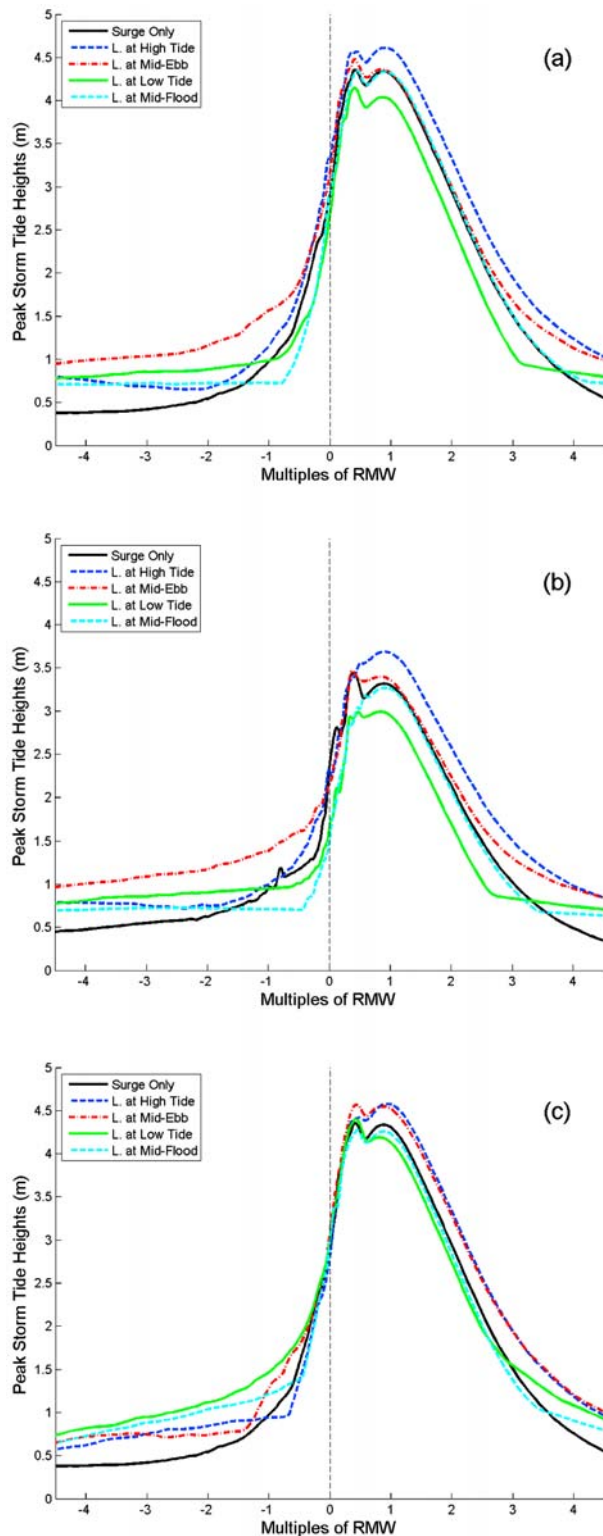 5
4.5
4
3.5
3
2.5
2
1.5
1
0.5
0
Peak Storm Tide Heights (m)
Surge Only
L. at High Tide
L. at Mid-Ebb
L. at Low Tide
L. at Mid-Flood
(a)
-4 -3 -2 -1 0 1 2 3 4
Multiples of RMW
5
4.5
4
3.5
3
2.5
2
1.5
1
0.5
0
Peak Storm Tide Heights (m)
Surge Only
L. at High Tide
L. at Mid-Ebb
L. at Low Tide
L. at Mid-Flood
(b)
-4 -3 -2 -1 0 1 2 3 4
Multiples of RMW
5
4.5
4
3.5
3
2.5
2
1.5
1
0.5
0
Peak Storm Tide Heights (m)
Surge Only
L. at High Tide
L. at Mid-Ebb
L. at Low Tide
L. at Mid-Flood
(c)
-4 -3 -2 -1 0 1 2 3 4
Multiples of RMW